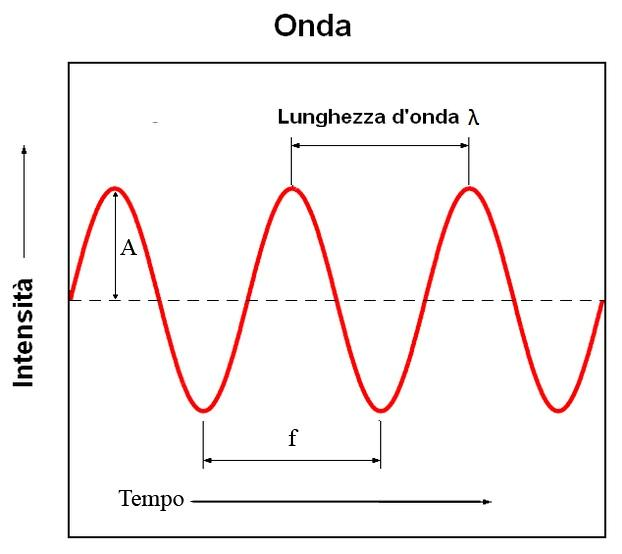 Onda
Lunghezza d'onda λ
A
Intensità
f
Tempo